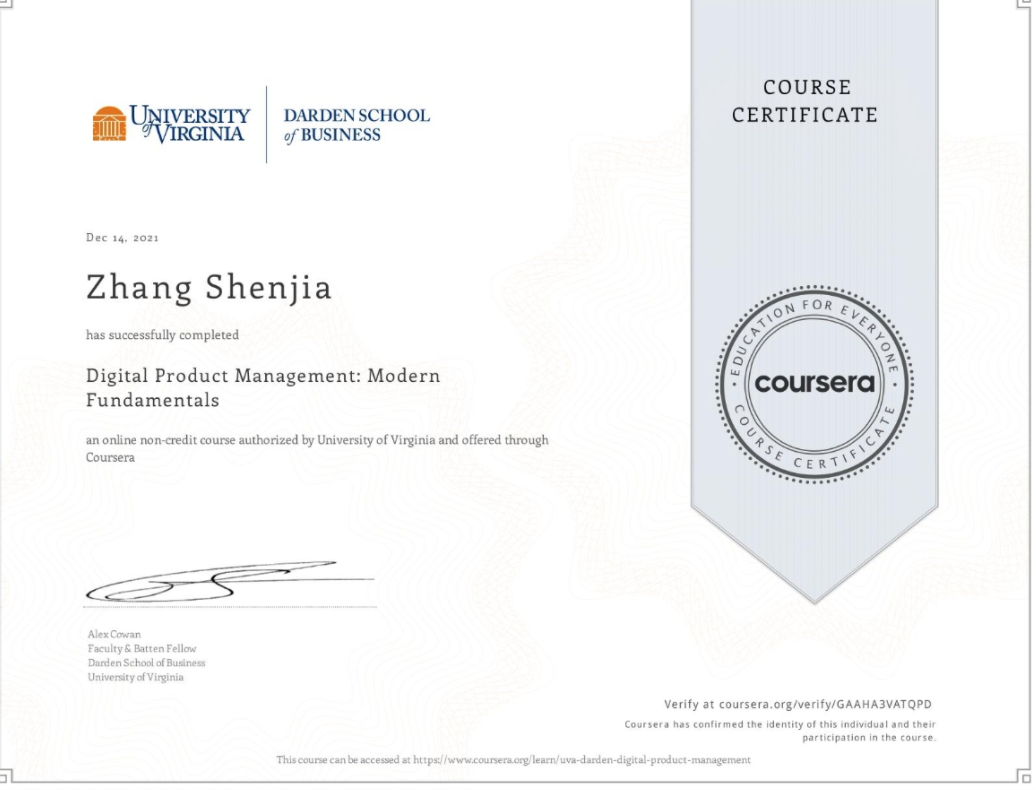 UNIVERSITY of VIRGINIA
DARDEN SCHOOL
of BUSINESS
COURSE
CERTIFICATE
Dec 14, 2021
Zhang Shenjia
has successfully completed
Digital Product Management: Modern
Fundamentals
an online non-credit course authorized by University of Virginia and offered through
Coursera
EDUCATION FOR EVERYONE
coursera
COURSE CERTIFICATE
Alex Cowan
Faculty & Batten Fellow
Darden School of Business
University of Virginia
Verify at coursera.org/verify/GAAHA3VATQPD
Coursera has confirmed the identity of this individual and their
participation in the course.
This course can be accessed at https://www.coursera.org/learn/uva-darden-digital-product-management